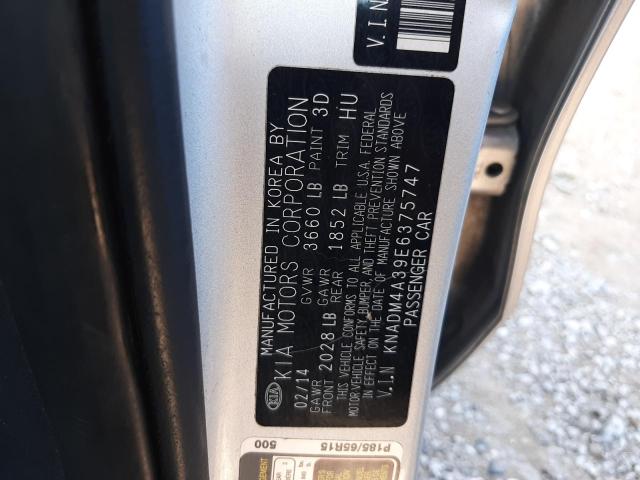 V.I.N
MANUFACTURED IN KOREA BY
KIA MOTORS CORPORATION
02/14 GVWR 3660 LB PAINT 3D
GAWR FRONT 2028 LB GAWR REAR 1852 LB TRIM HU
THIS VEHICLE CONFORMS TO ALL APPLICABLE U.S.A. FEDERAL
MOTOR VEHICLE SAFETY, BUMPER, AND THEFT PREVENTION STANDARDS
IN EFFECT ON THE DATE OF MANUFACTURE SHOWN ABOVE
V.I.N KNADM4A39E6375747
PASSENGER CAR
KIA
P185/65R15
500